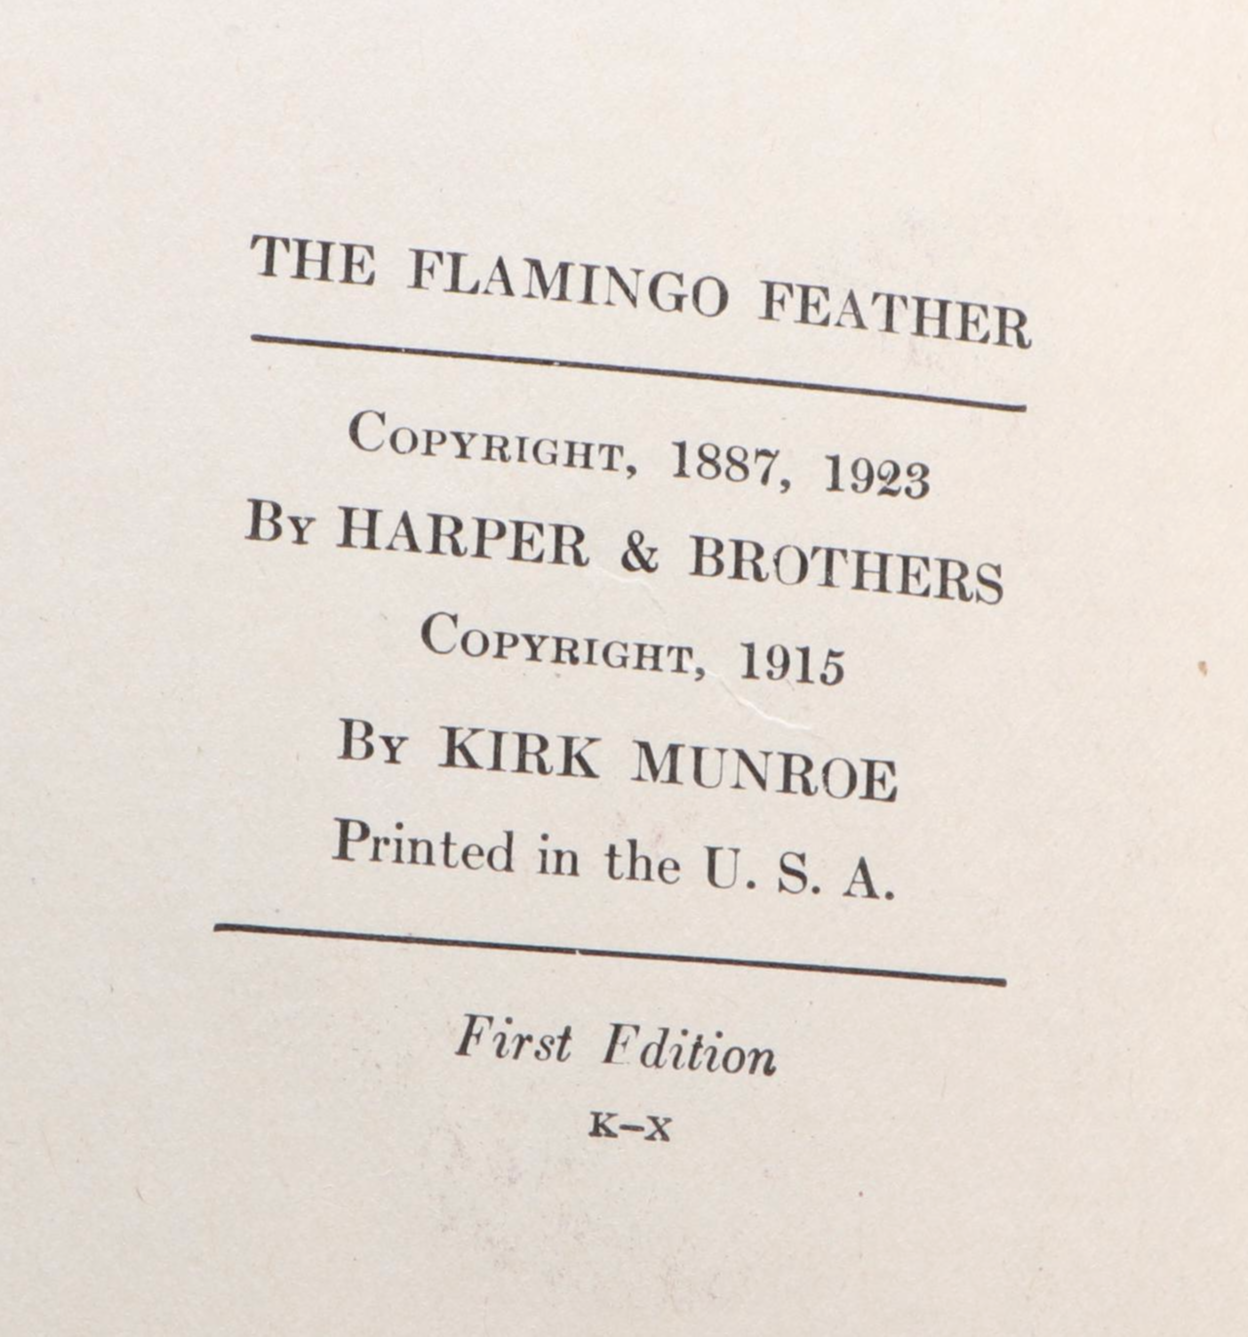 THE FLAMINGO FEATHER
COPYRIGHT, 1887, 1923
BY HARPER & BROTHERS
COPYRIGHT, 1915
BY KIRK MUNROE
Printed in the U. S. A.
First Edition
K–X